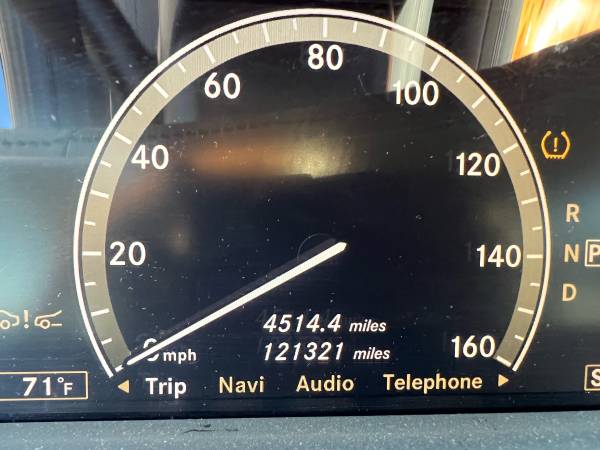 80
60
100
40
120
R
20
140
N P
D
4514.4 miles
0 mph
121321 miles
160
71°F
Trip Navi Audio Telephone
S